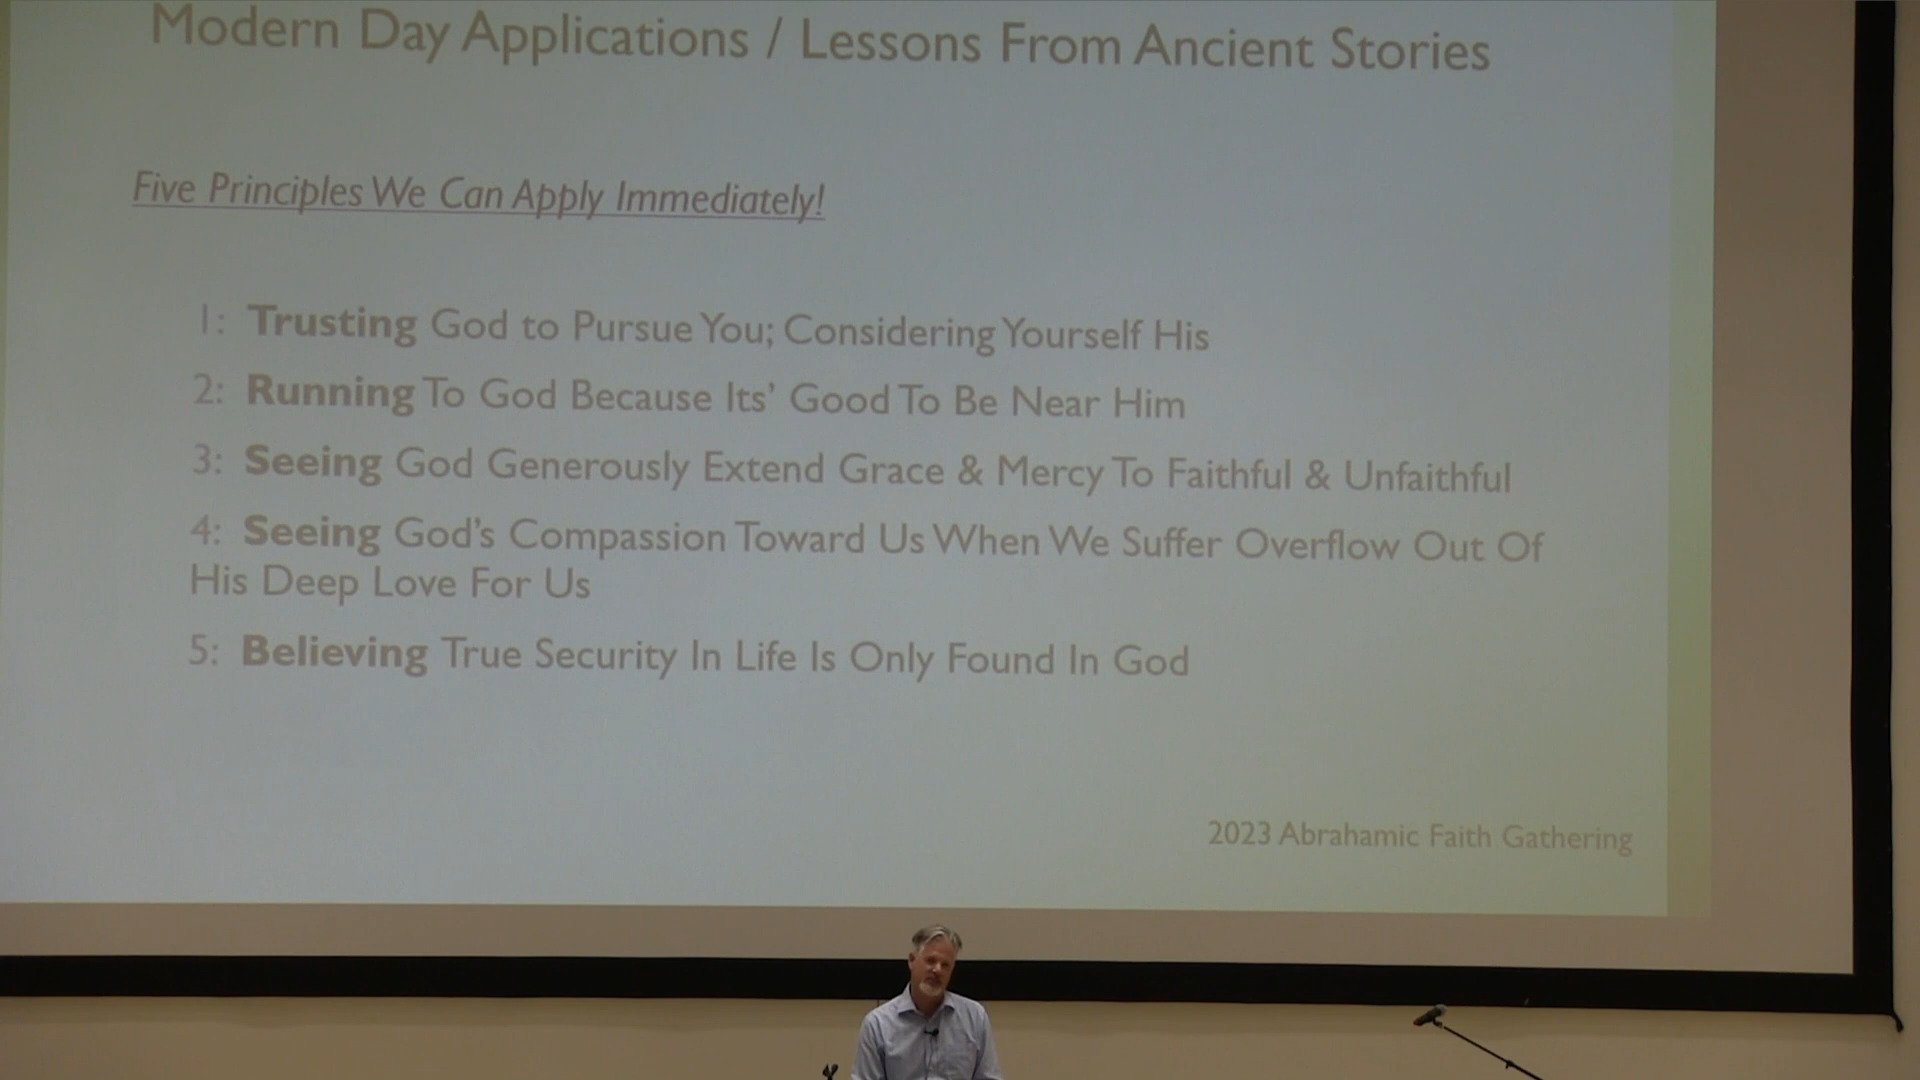 Modern Day Applications / Lessons From Ancient Stories
Five Principles We Can Apply Immediately!
1: Trusting God to Pursue You; Considering Yourself His
2: Running To God Because Its’ Good To Be Near Him
3: Seeing God Generously Extend Grace & Mercy To Faithful & Unfaithful
4: Seeing God’s Compassion Toward Us When We Suffer Overflow Out Of
His Deep Love For Us
5: Believing True Security In Life Is Only Found In God
2023 Abrahamic Faith Gathering